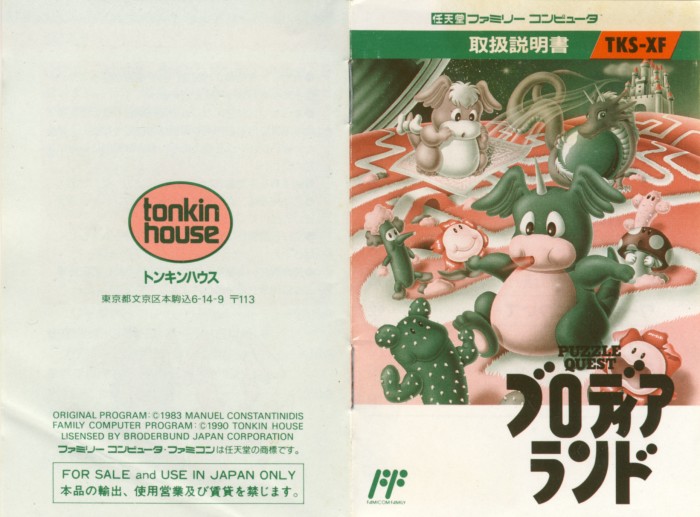 tonkin
house
トンキンハウス
東京都文京区本駒込6-14-9 〒113
ORIGINAL PROGRAM: ©1983 MANUEL CONSTANTINIDIS
FAMILY COMPUTER PROGRAM: ©1990 TONKIN HOUSE
LISENSED BY BRODERBUND JAPAN CORPORATION
ファミリー コンピュータ・ファミコンは任天堂の商標です。
FOR SALE and USE IN JAPAN ONLY
本品の輸出、使用営業及び賃貸を禁じます。
任天堂 ファミリー コンピュータ™
取扱説明書
TKS-XF
PUZZLE
QUEST
ブロディア
ランド
FF
FAMICOM FAMILY